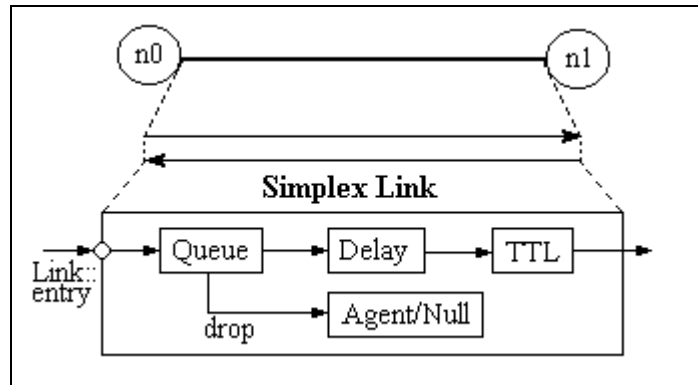 n0
n1
Simplex Link
Link::
entry
Queue
Delay
TTL
drop
Agent/Null